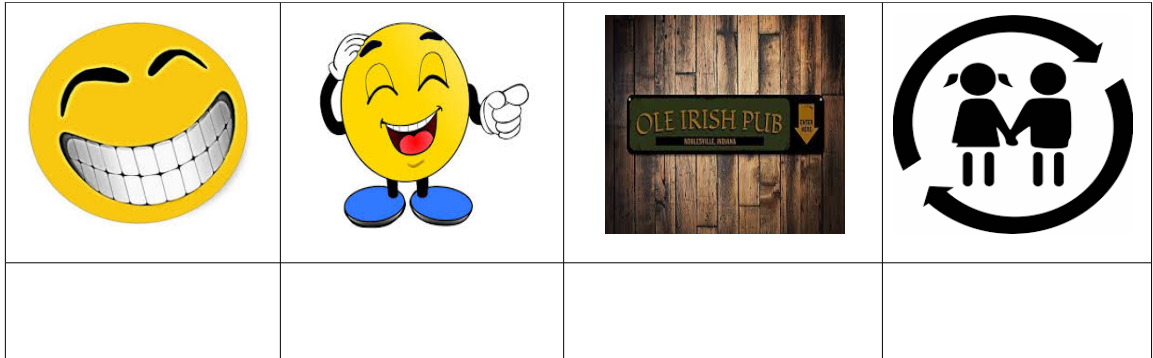 OLE IRISH PUB
ENTER
HERE
NOBLESVILLE, INDIANA